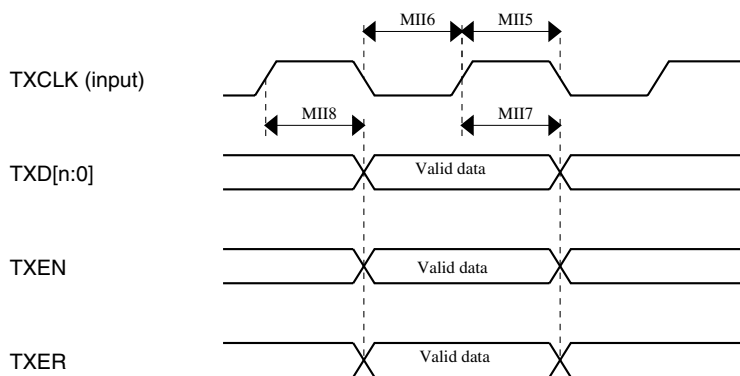 MII6 MII5
TXCLK (input)
MII8 MII7
TXD[n:0] Valid data
TXEN Valid data
TXER Valid data